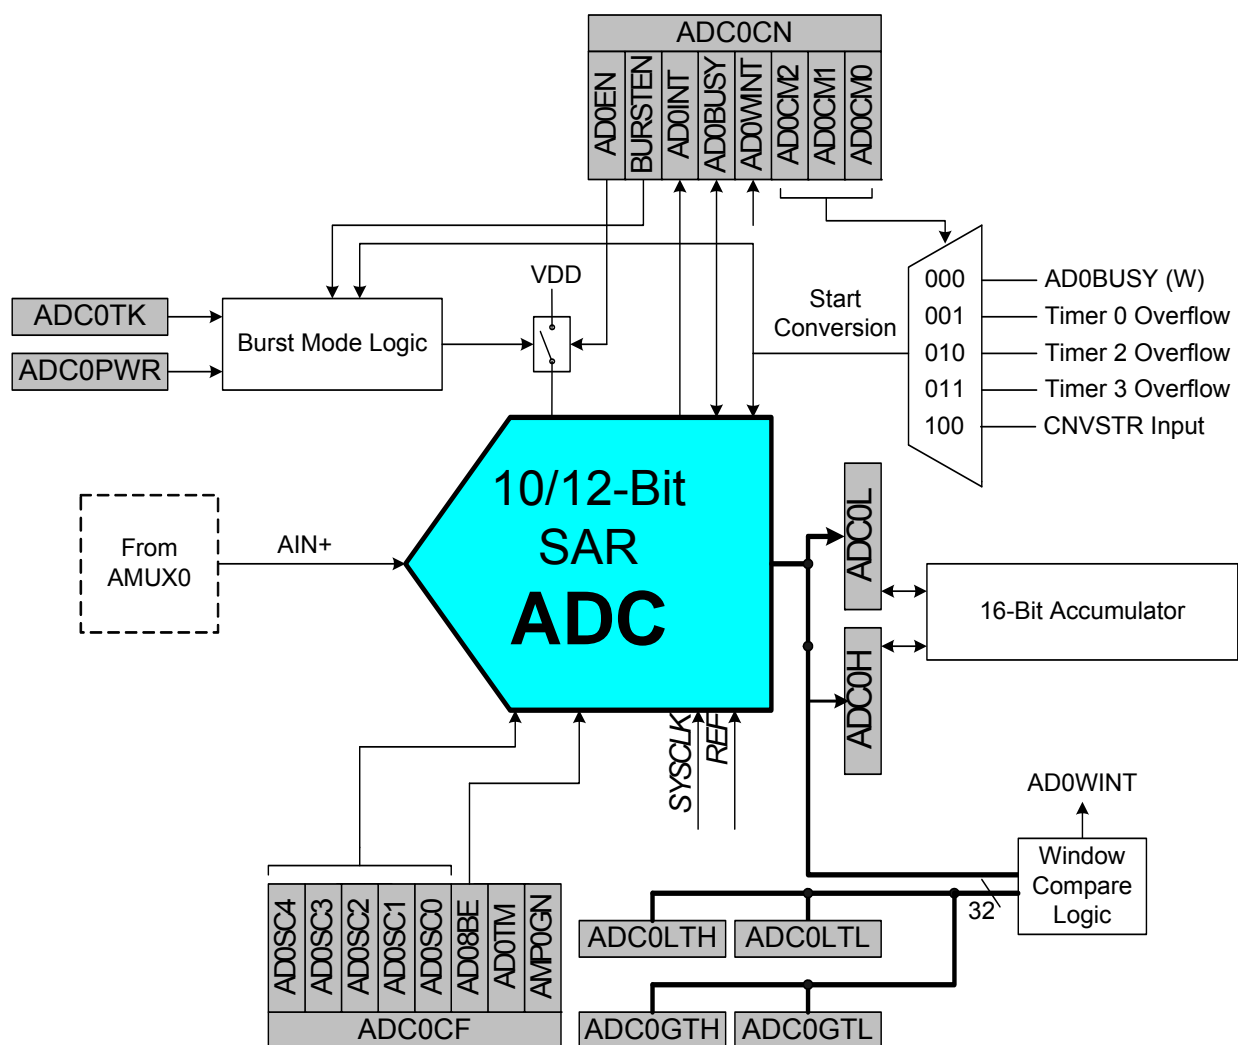 ADC0CN
AD0EN
BURSTEN
AD0INT
AD0BUSY
AD0WINT
AD0CM2
AD0CM1
AD0CM0
VDD
ADC0TK
ADC0PWR
Burst Mode Logic
Start
Conversion
000
001
010
011
100
AD0BUSY (W)
Timer 0 Overflow
Timer 2 Overflow
Timer 3 Overflow
CNVSTR Input
From
AMUX0
AIN+
10/12-Bit
SAR
ADC
ADC0L
ADC0H
16-Bit Accumulator
SYSCLK
REF
AD0WINT
Window
Compare
Logic
32
AD0SC4
AD0SC3
AD0SC2
AD0SC1
AD0SC0
AD08BE
AD0TM
AMP0GN
ADC0CF
ADC0LTH
ADC0LTL
ADC0GTH
ADC0GTL